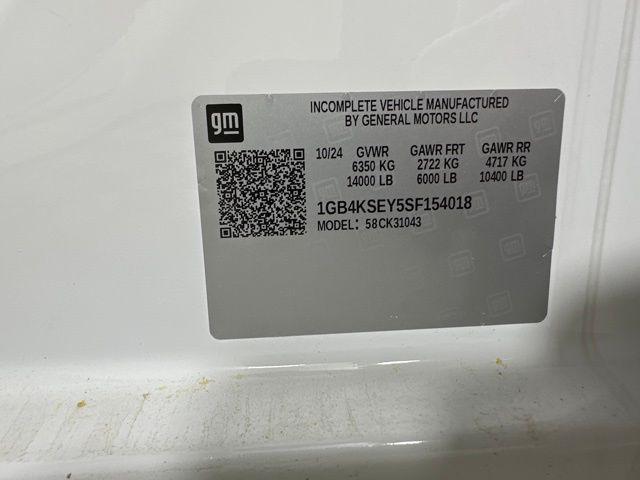 gm
INCOMPLETE VEHICLE MANUFACTURED
BY GENERAL MOTORS LLC
10/24 GVWR GAWR FRT GAWR RR
6350 KG 2722 KG 4717 KG
14000 LB 6000 LB 10400 LB
1GB4KSEY5SF154018
MODEL: 58CK31043